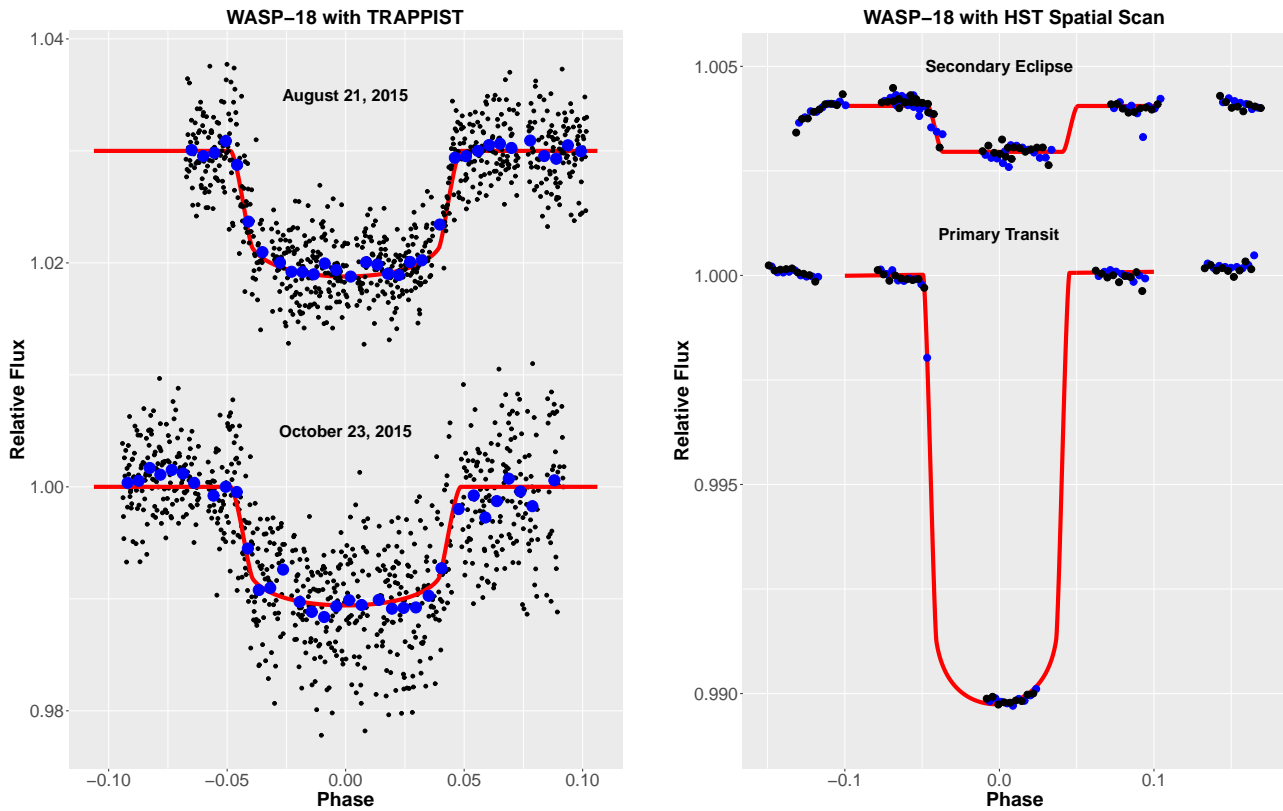 WASP−18 with TRAPPIST
1.04
August 21, 2015
1.02
October 23, 2015
1.00
0.98
Relative Flux
−0.10
−0.05
0.00
0.05
0.10
Phase
WASP−18 with HST Spatial Scan
1.005
Secondary Eclipse
Primary Transit
1.000
0.995
0.990
Relative Flux
−0.1
0.0
0.1
Phase